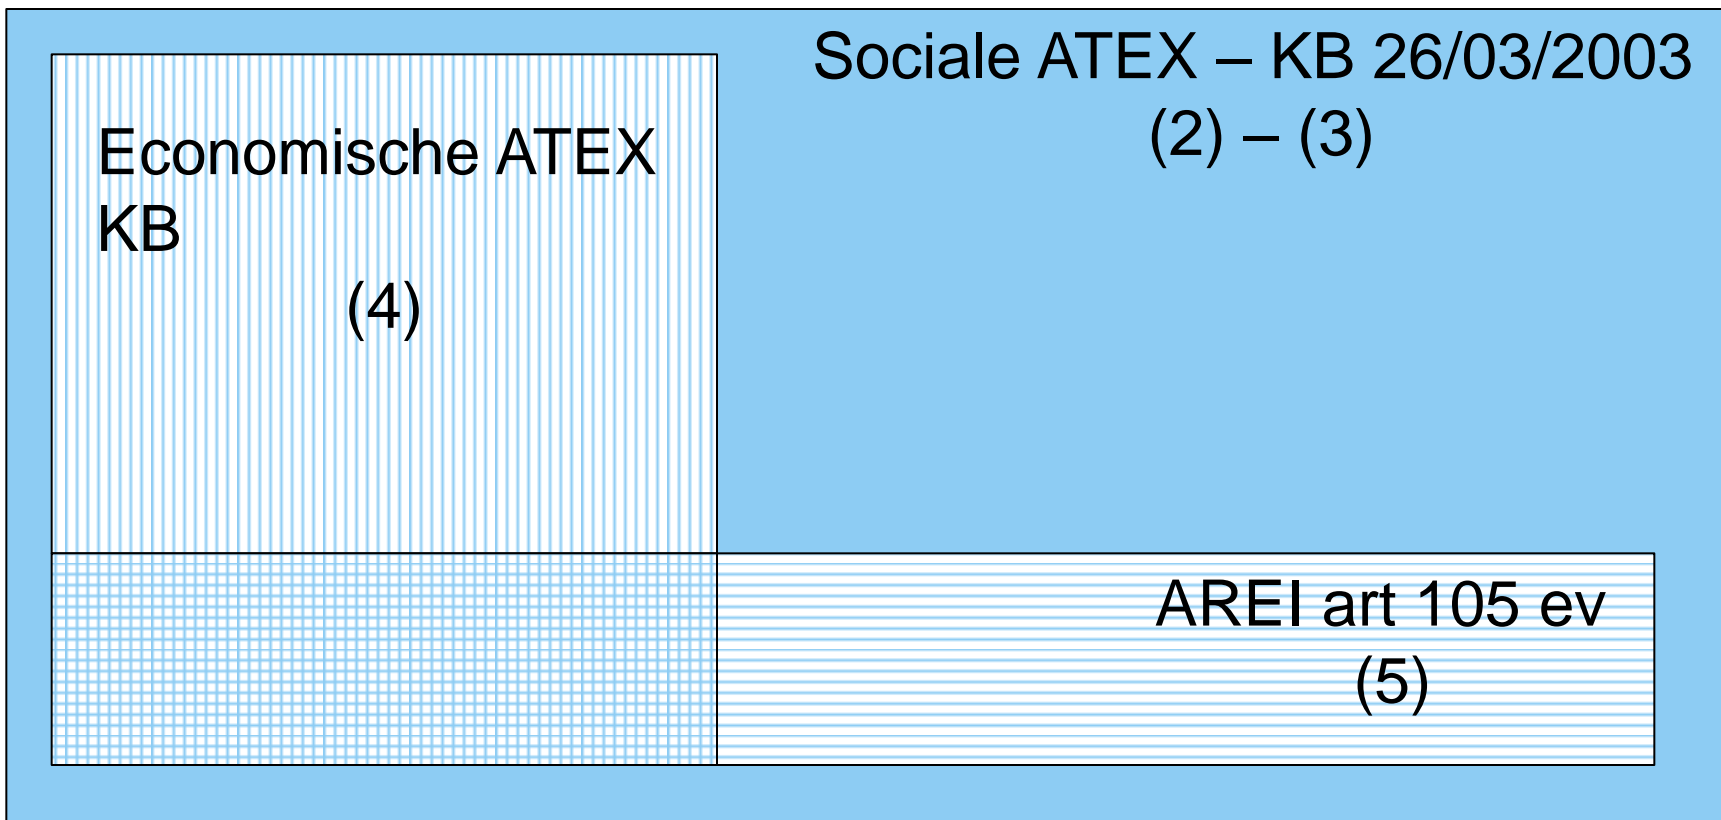 Sociale ATEX – KB 26/03/2003
(2) – (3)
Economische ATEX
KB
(4)
AREI art 105 ev
(5)